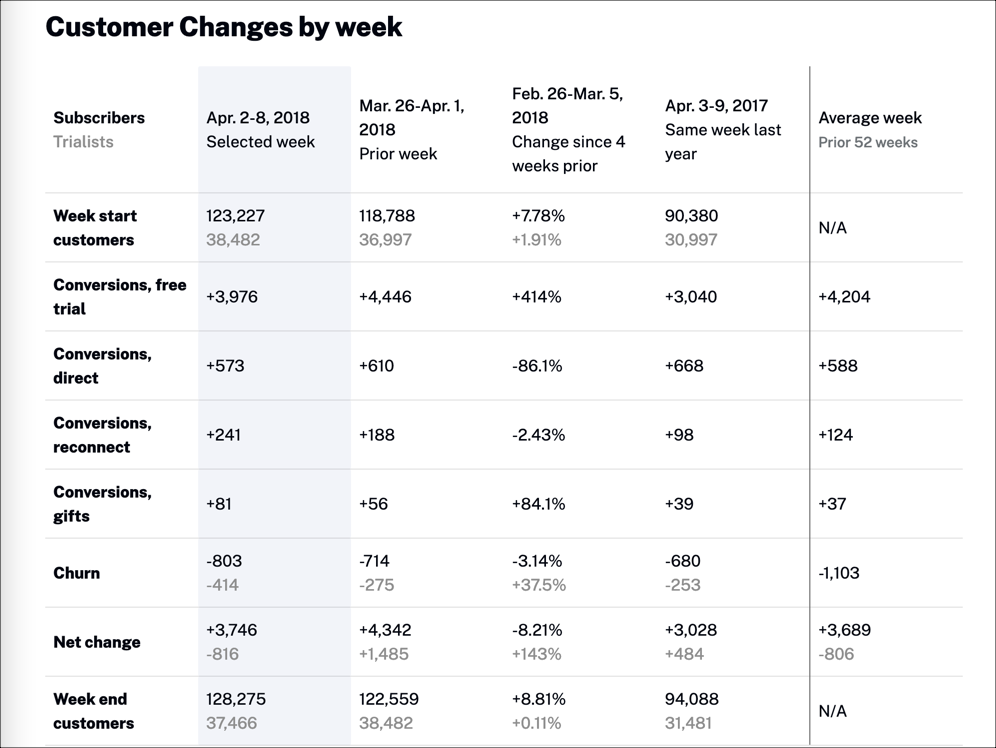 Customer Changes by week
Subscribers
Trialists
Apr. 2-8, 2018
Selected week
Mar. 26-Apr. 1,
2018
Prior week
Feb. 26-Mar. 5,
2018
Change since 4
weeks prior
Apr. 3-9, 2017
Same week last
year
Average week
Prior 52 weeks
Week start
customers
123,227
38,482
118,788
36,997
+7.78%
+1.91%
90,380
30,997
N/A
Conversions, free
trial
+3,976
+4,446
+414%
+3,040
+4,204
Conversions,
direct
+573
+610
-86.1%
+668
+588
Conversions,
reconnect
+241
+188
-2.43%
+98
+124
Conversions,
gifts
+81
+56
+84.1%
+39
+37
Churn
-803
-414
-714
-275
-3.14%
+37.5%
-680
-253
-1,103
Net change
+3,746
-816
+4,342
+1,485
-8.21%
+143%
+3,028
+484
+3,689
-806
Week end
customers
128,275
37,466
122,559
38,482
+8.81%
+0.11%
94,088
31,481
N/A